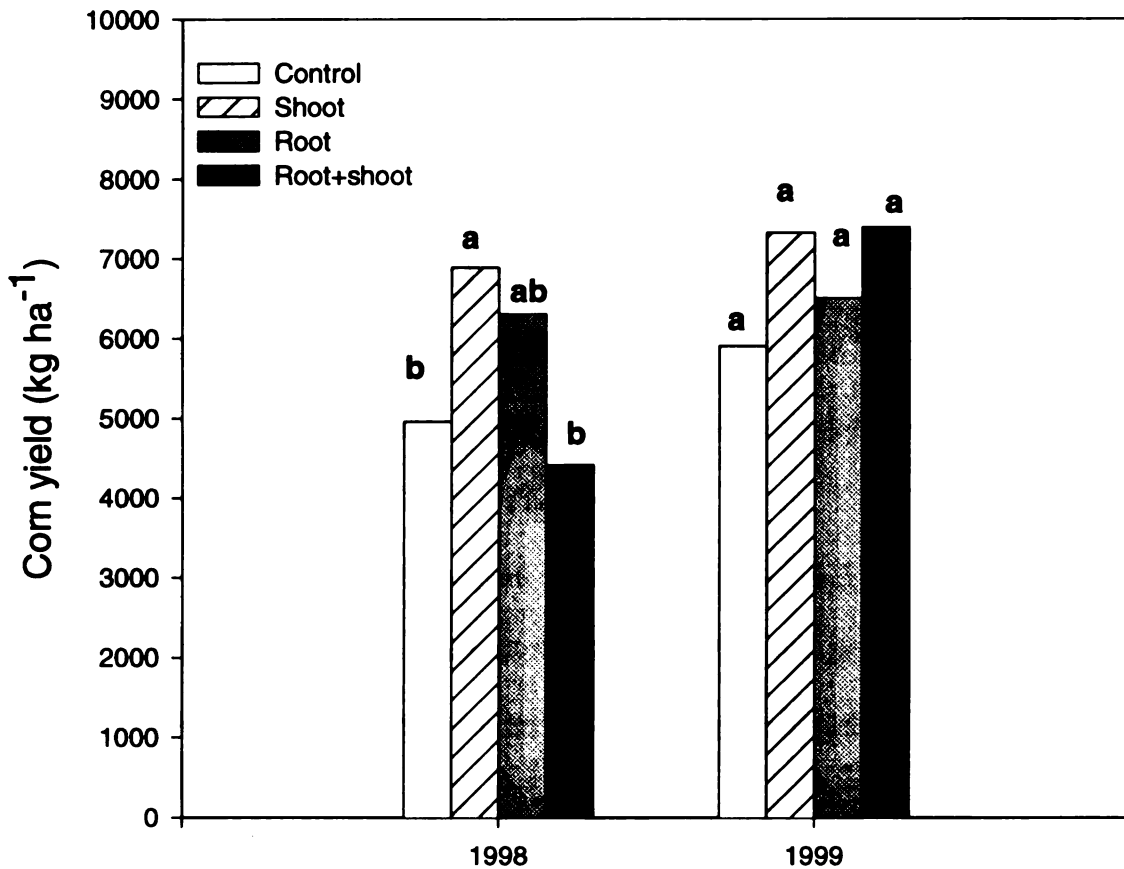 10000
9000
8000
7000
6000
5000
4000
3000
2000
1000
0
Corn yield (kg ha⁻¹)
Control
Shoot
Root
Root+shoot
b
a
ab
b
a
a
a
a
1998
1999